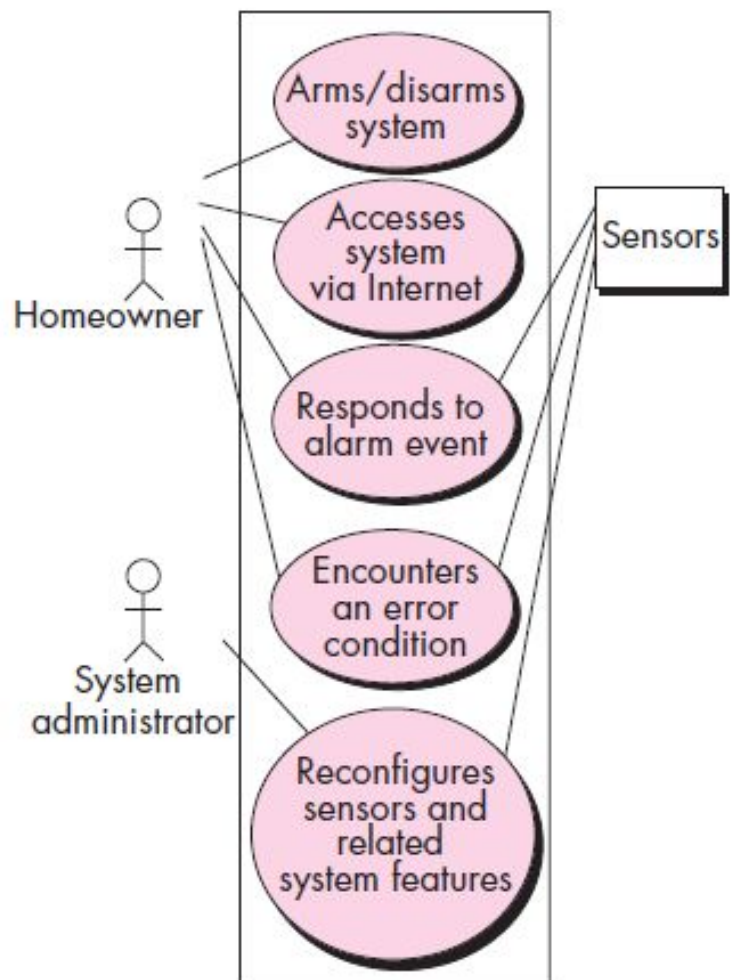 Arms/disarms
system
Accesses
system
via Internet
Sensors
Homeowner
Responds to
alarm event
Encounters
an error
condition
System
administrator
Reconfigures
sensors and
related
system features